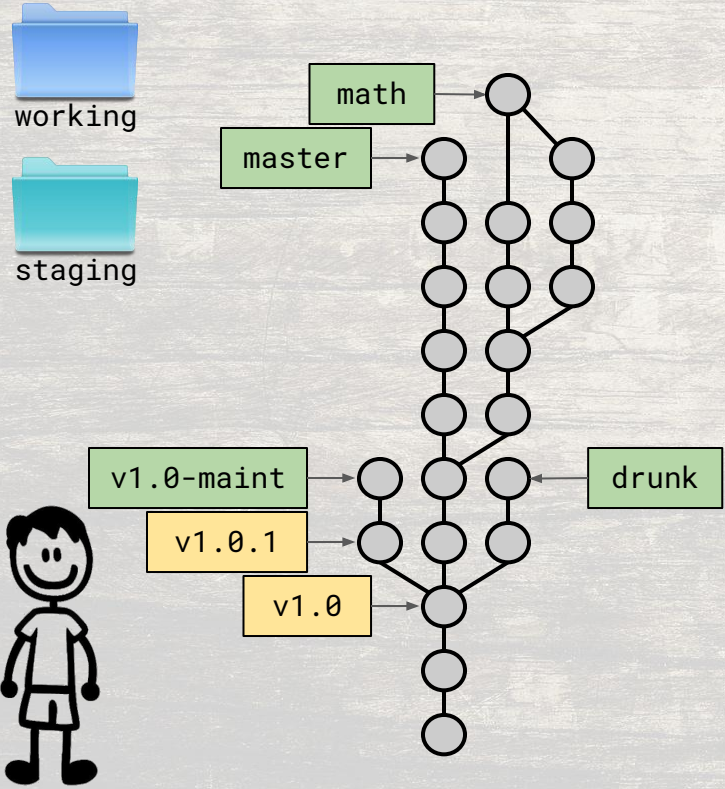 working
math
master
staging
v1.0-maint
drunk
v1.0.1
v1.0